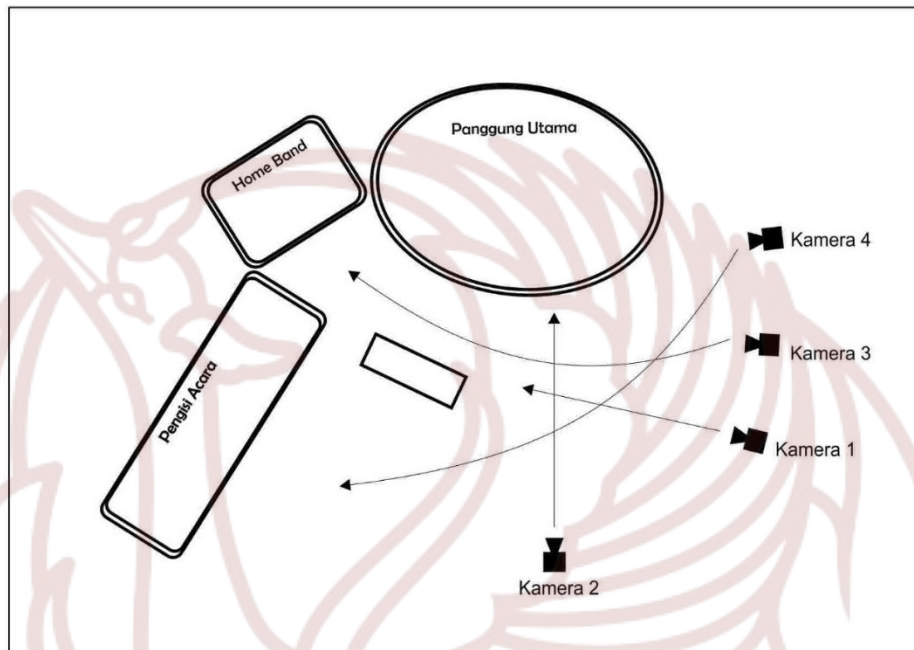 Panggung Utama
Home Band
Kamera 4
Kamera 3
Pengisi Acara
Kamera 1
Kamera 2